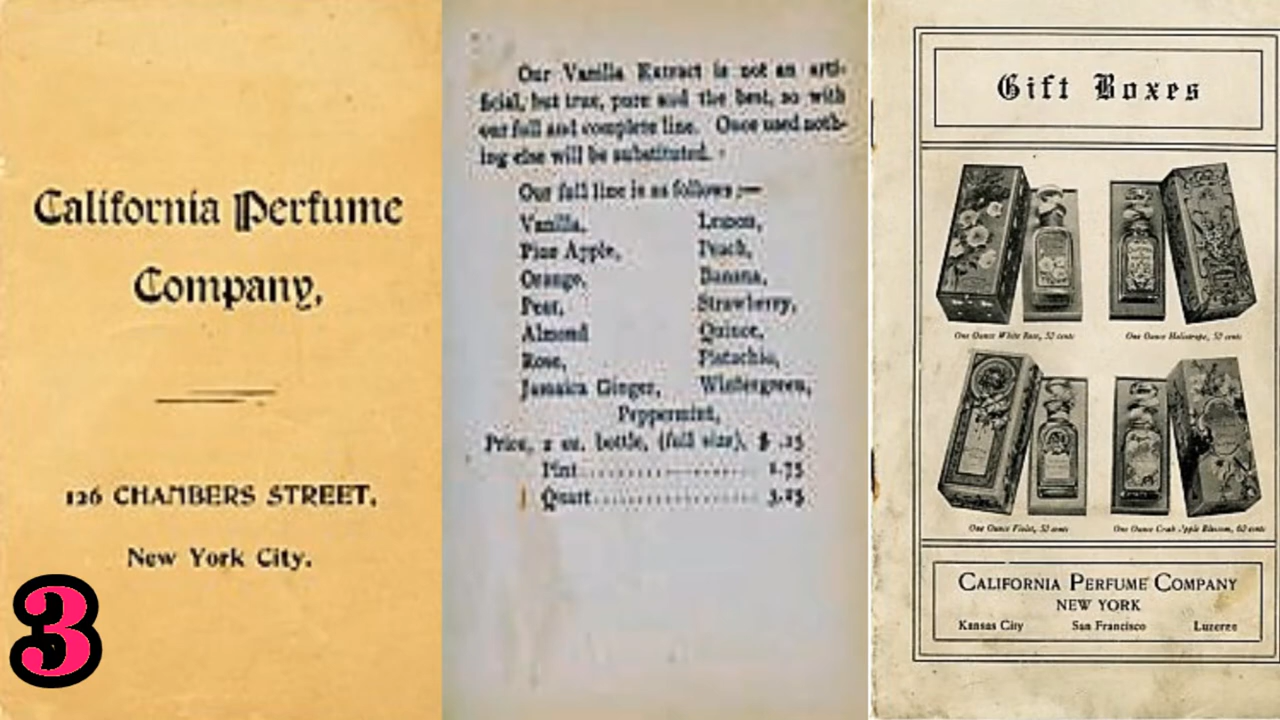 California Perfume
Company,
126 CHAMBERS STREET,
New York City.
3
Our Vanilla Extract is not an arti-
ficial, but true, pure and the best, so with
our full and complete line. Once used noth-
ing else will be substituted.
Our full line is as follows:—
Vanilla, Lemon,
Pine Apple, Peach,
Orange, Banana,
Pear, Strawberry,
Almond Quince,
Rose, Pistachio,
Jamaica Ginger, Wintergreen,
Peppermint,
Price, 2 oz. bottle, (full size), $ .25
Pint.................... 1.75
Quart.................... 3.25
Gift Boxes
One Ounce White Rose, 52 cents
One Ounce Heliotrope, 52 cents
One Ounce Violet, 52 cents
One Ounce Crab Apple Blossom, 60 cents
CALIFORNIA PERFUME COMPANY
NEW YORK
Kansas City San Francisco Luzerne